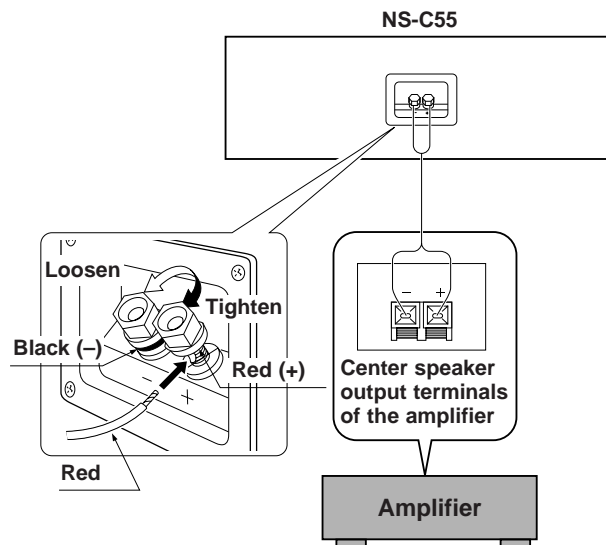 NS-C55
– +
Loosen
Tighten
Black (–)
Red (+)
– +
Red
– +
Center speaker
output terminals
of the amplifier
Amplifier